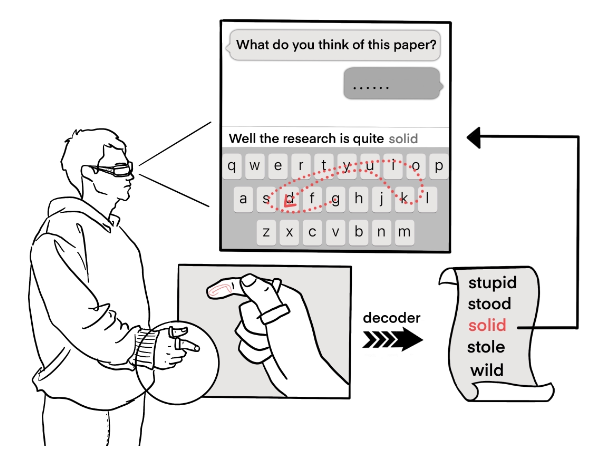 What do you think of this paper?
......
Well the research is quite solid
q w e r t y u i o p
a s d f g h j k l
z x c v b n m
decoder
stupid
stood
solid
stole
wild